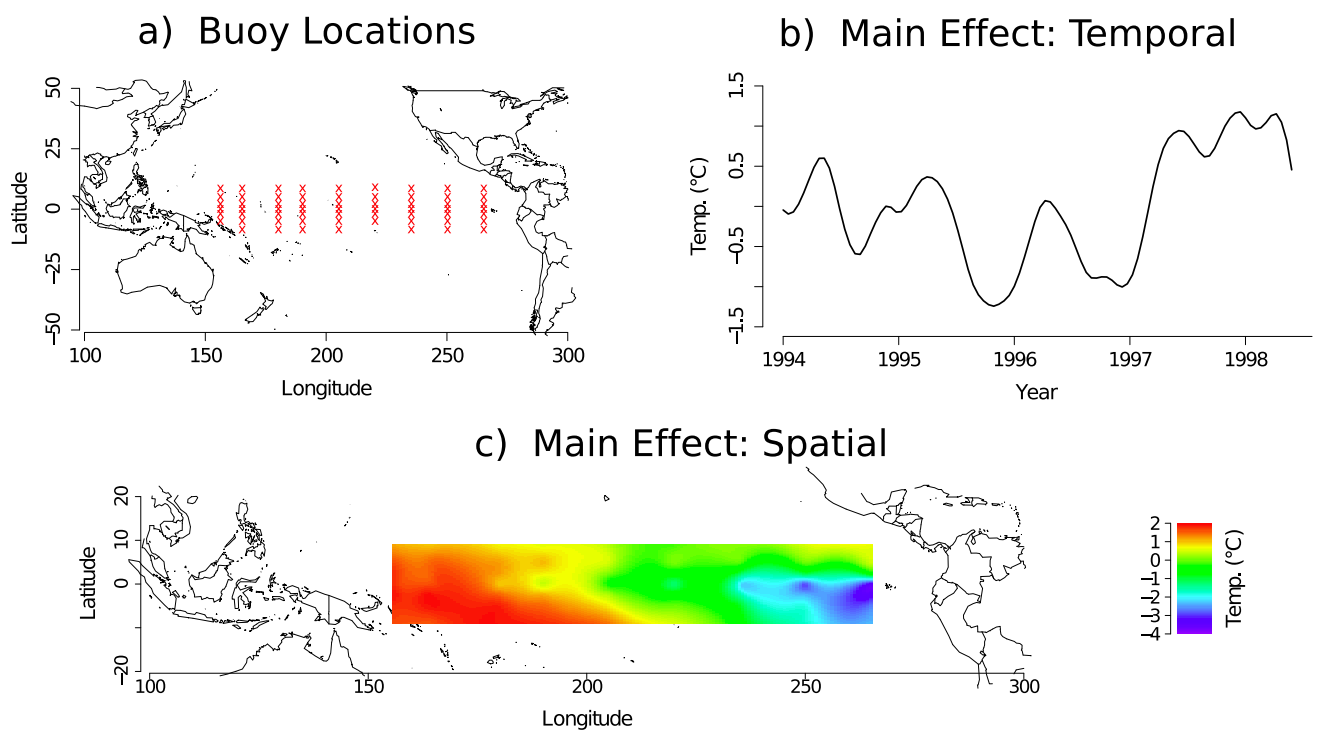 a)  Buoy Locations
50
25
0
−25
−50
Latitude
100 150 200 250 300
Longitude
b)  Main Effect: Temporal
1.5
0.5
−0.5
−1.5
Temp. (°C)
1994 1995 1996 1997 1998
Year
c)  Main Effect: Spatial
20
10
0
−20
Latitude
100 150 200 250 300
Longitude
2
1
0
−1
−2
−3
−4
Temp. (°C)